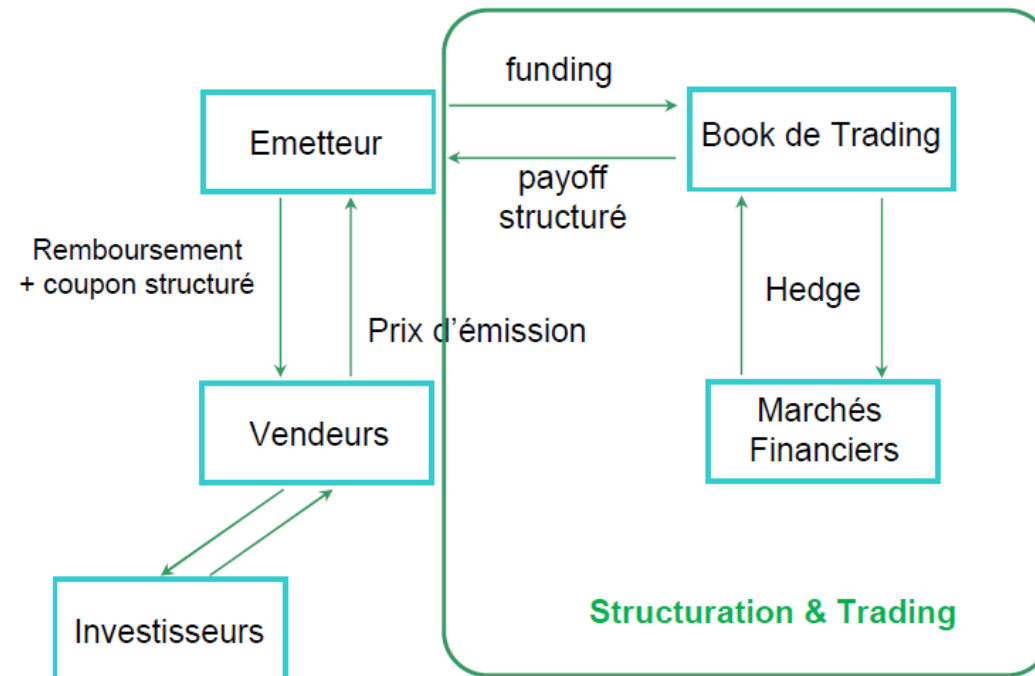 funding
Emetteur
Book de Trading
payoff
structuré
Remboursement
+ coupon structuré
Hedge
Prix d’émission
Vendeurs
Marchés
Financiers
Structuration & Trading
Investisseurs